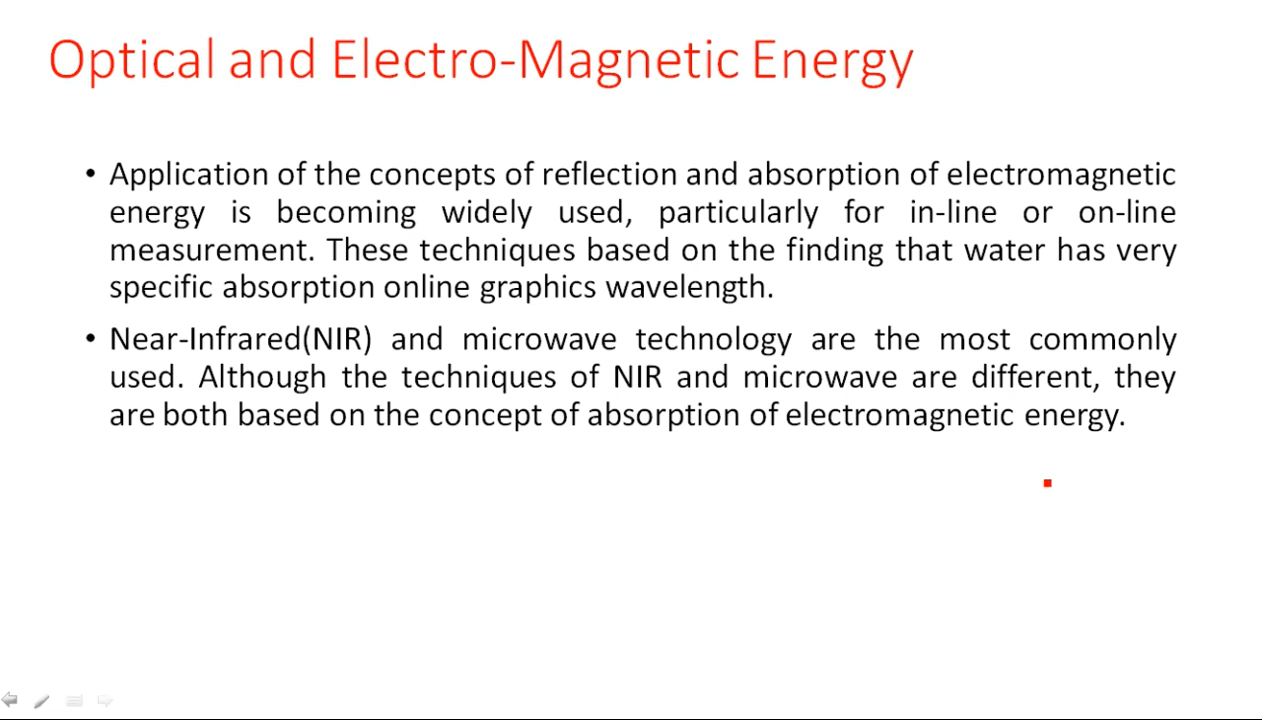 Optical and Electro-Magnetic Energy
• Application of the concepts of reflection and absorption of electromagnetic
energy is becoming widely used, particularly for in-line or on-line
measurement. These techniques based on the finding that water has very
specific absorption online graphics wavelength.
• Near-Infrared(NIR) and microwave technology are the most commonly
used. Although the techniques of NIR and microwave are different, they
are both based on the concept of absorption of electromagnetic energy.